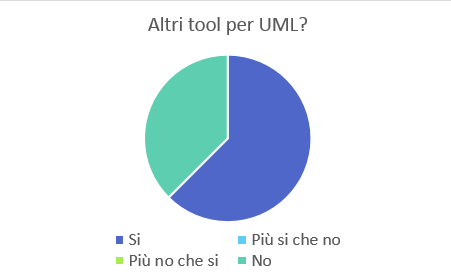 Altri tool per UML?
Si
Più si che no
Più no che si
No